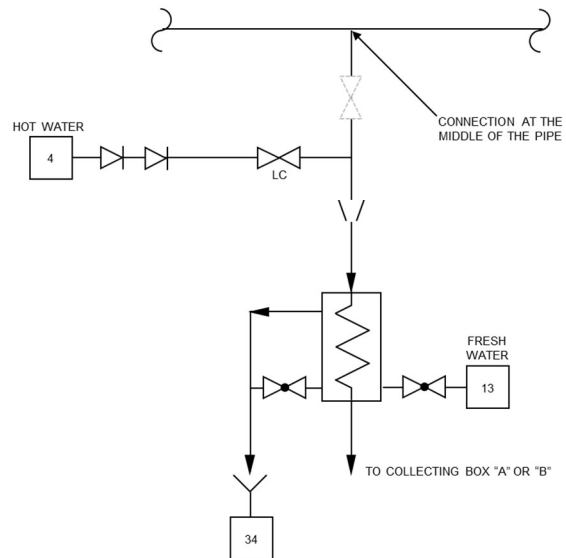 CONNECTION AT THE
MIDDLE OF THE PIPE
HOT WATER
4
LC
FRESH
WATER
13
TO COLLECTING BOX "A" OR "B"
34